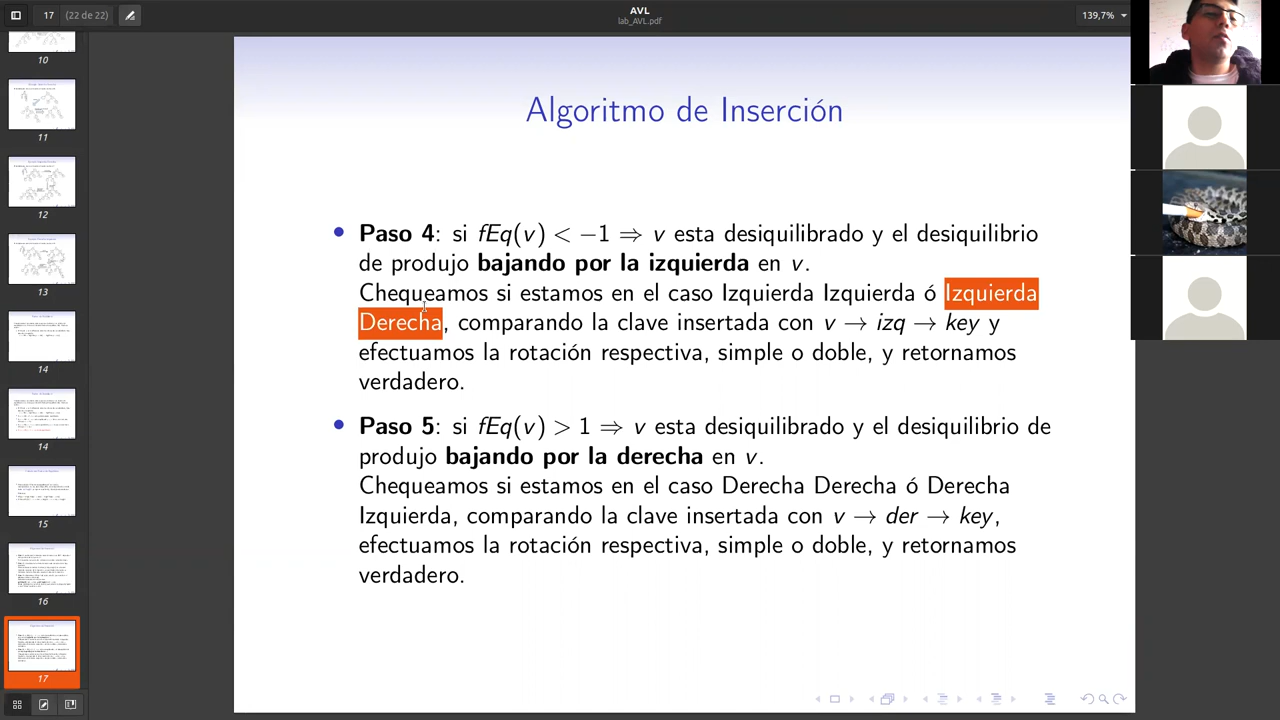 17 (22 de 22)
AVL
lab_AVL.pdf
139,7%
10
11
12
13
14
14
15
16
17
Algoritmo de Inserción
Paso 4: si fEq(v) < −1 ⇒ v esta desiquilibrado y el desiquilibrio
de produjo bajando por la izquierda en v.
Chequeamos si estamos en el caso Izquierda Izquierda ó Izquierda
Derecha, comparando la clave insertada con v → izq → key y
efectuamos la rotación respectiva, simple o doble, y retornamos
verdadero.
Paso 5: si fEq(v) > 1 ⇒ v esta desiquilibrado y el desiquilibrio de
produjo bajando por la derecha en v.
Chequeamos si estamos en el caso Derecha Derecha ó Derecha
Izquierda, comparando la clave insertada con v → der → key,
efectuamos la rotación respectiva, simple o doble, y retornamos
verdadero.